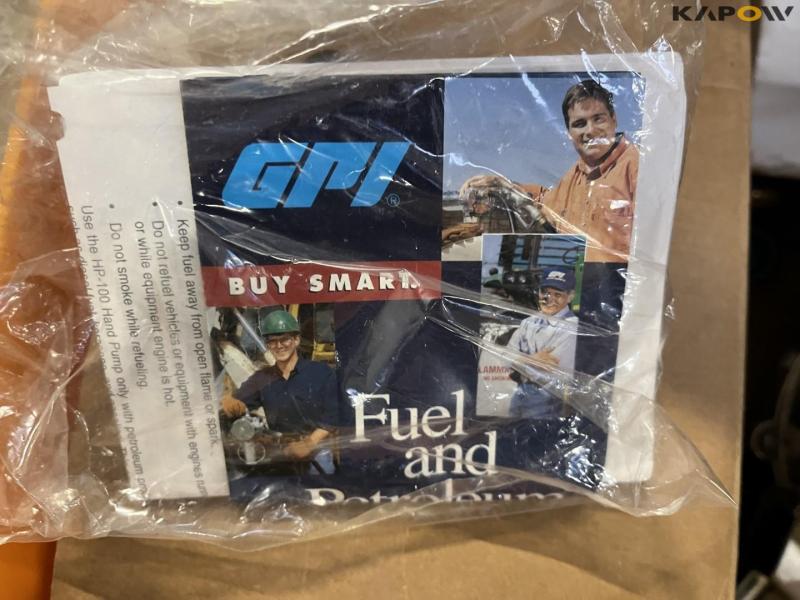 KAPOW
GPI®
BUY SMART.
GPI
Fuel
and
Petroleum
• Keep fuel away from open flame or spark
• Do not refuel vehicles or equipment with engines
or while equipment engine is hot.
• Do not smoke while refueling.
Use the HP-100 Hand Pump only with petroleum